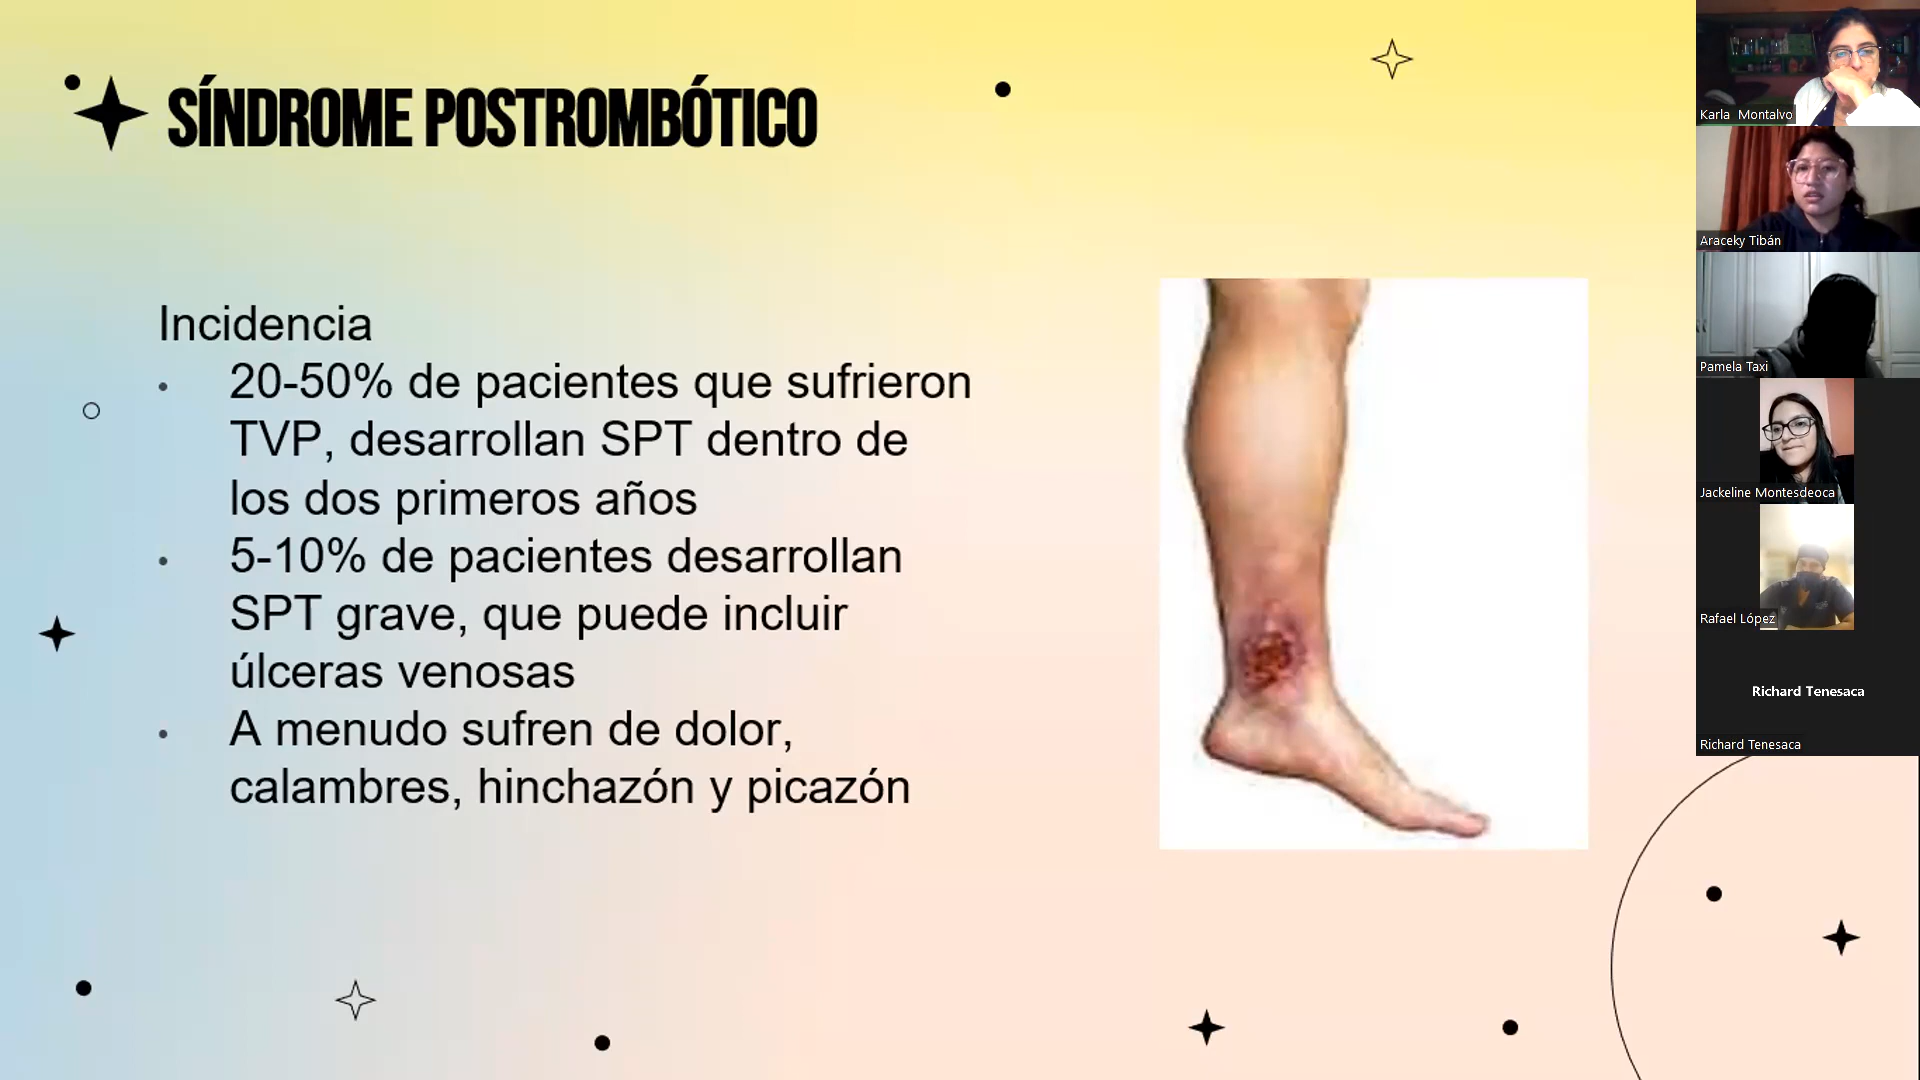 SÍNDROME POSTROMBÓTICO
Incidencia
• 20-50% de pacientes que sufrieron
TVP, desarrollan SPT dentro de
los dos primeros años
• 5-10% de pacientes desarrollan
SPT grave, que puede incluir
úlceras venosas
• A menudo sufren de dolor,
calambres, hinchazón y picazón
Karla Montalvo
Araceky Tibán
Pamela Taxi
Jackeline Montesdeoca
Rafael López
Richard Tenesaca
Richard Tenesaca